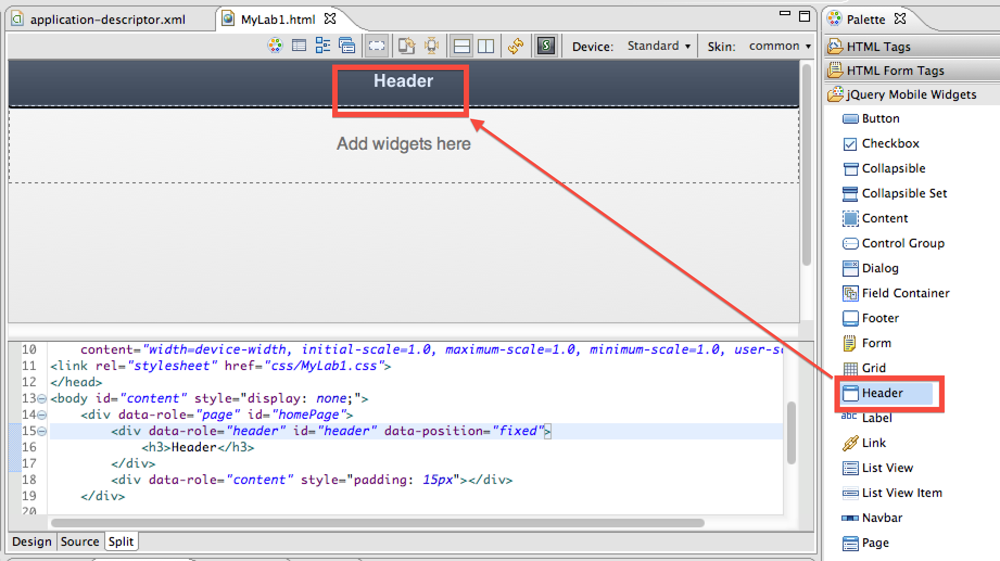 application-descriptor.xml
MyLab1.html
Device: Standard
Skin: common
Header
Add widgets here
10 content="width=device-width, initial-scale=1.0, maximum-scale=1.0, minimum-scale=1.0, user-s
11 <link rel="stylesheet" href="css/MyLab1.css">
12 </head>
13 <body id="content" style="display: none;">
14 <div data-role="page" id="homePage">
15 <div data-role="header" id="header" data-position="fixed">
16 <h3>Header</h3>
17 </div>
18 <div data-role="content" style="padding: 15px"></div>
19 </div>
20
Design
Source
Split
Palette
HTML Tags
HTML Form Tags
jQuery Mobile Widgets
Button
Checkbox
Collapsible
Collapsible Set
Content
Control Group
Dialog
Field Container
Footer
Form
Grid
Header
abc Label
Link
List View
List View Item
Navbar
Page